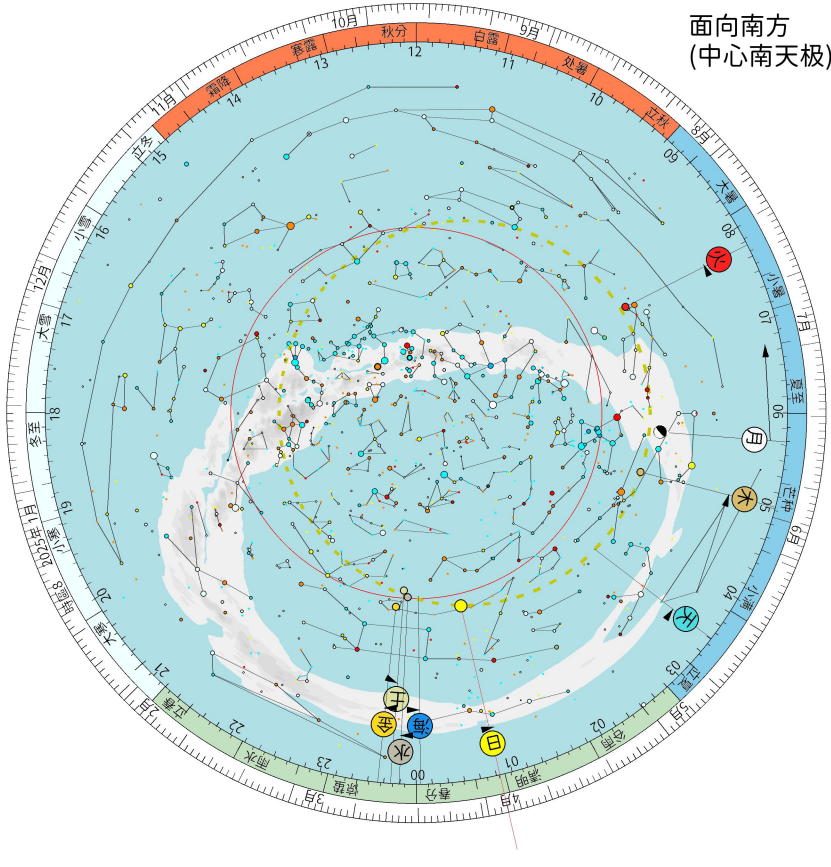 面向南方
(中心南天极)
10月
9月
8月
7月
6月
5月
4月
3月
2月
2025年1月
時區8
12月
11月
秋分
白露
处暑
立秋
大暑
小暑
夏至
芒种
小满
立夏
谷雨
清明
春分
惊蛰
雨水
立春
大寒
小寒
冬至
大雪
小雪
立冬
霜降
寒露
12
11
10
09
08
07
06
05
04
03
02
01
00
23
22
21
20
19
18
17
16
15
14
13
火
月
木
天
日
海
水
金
土